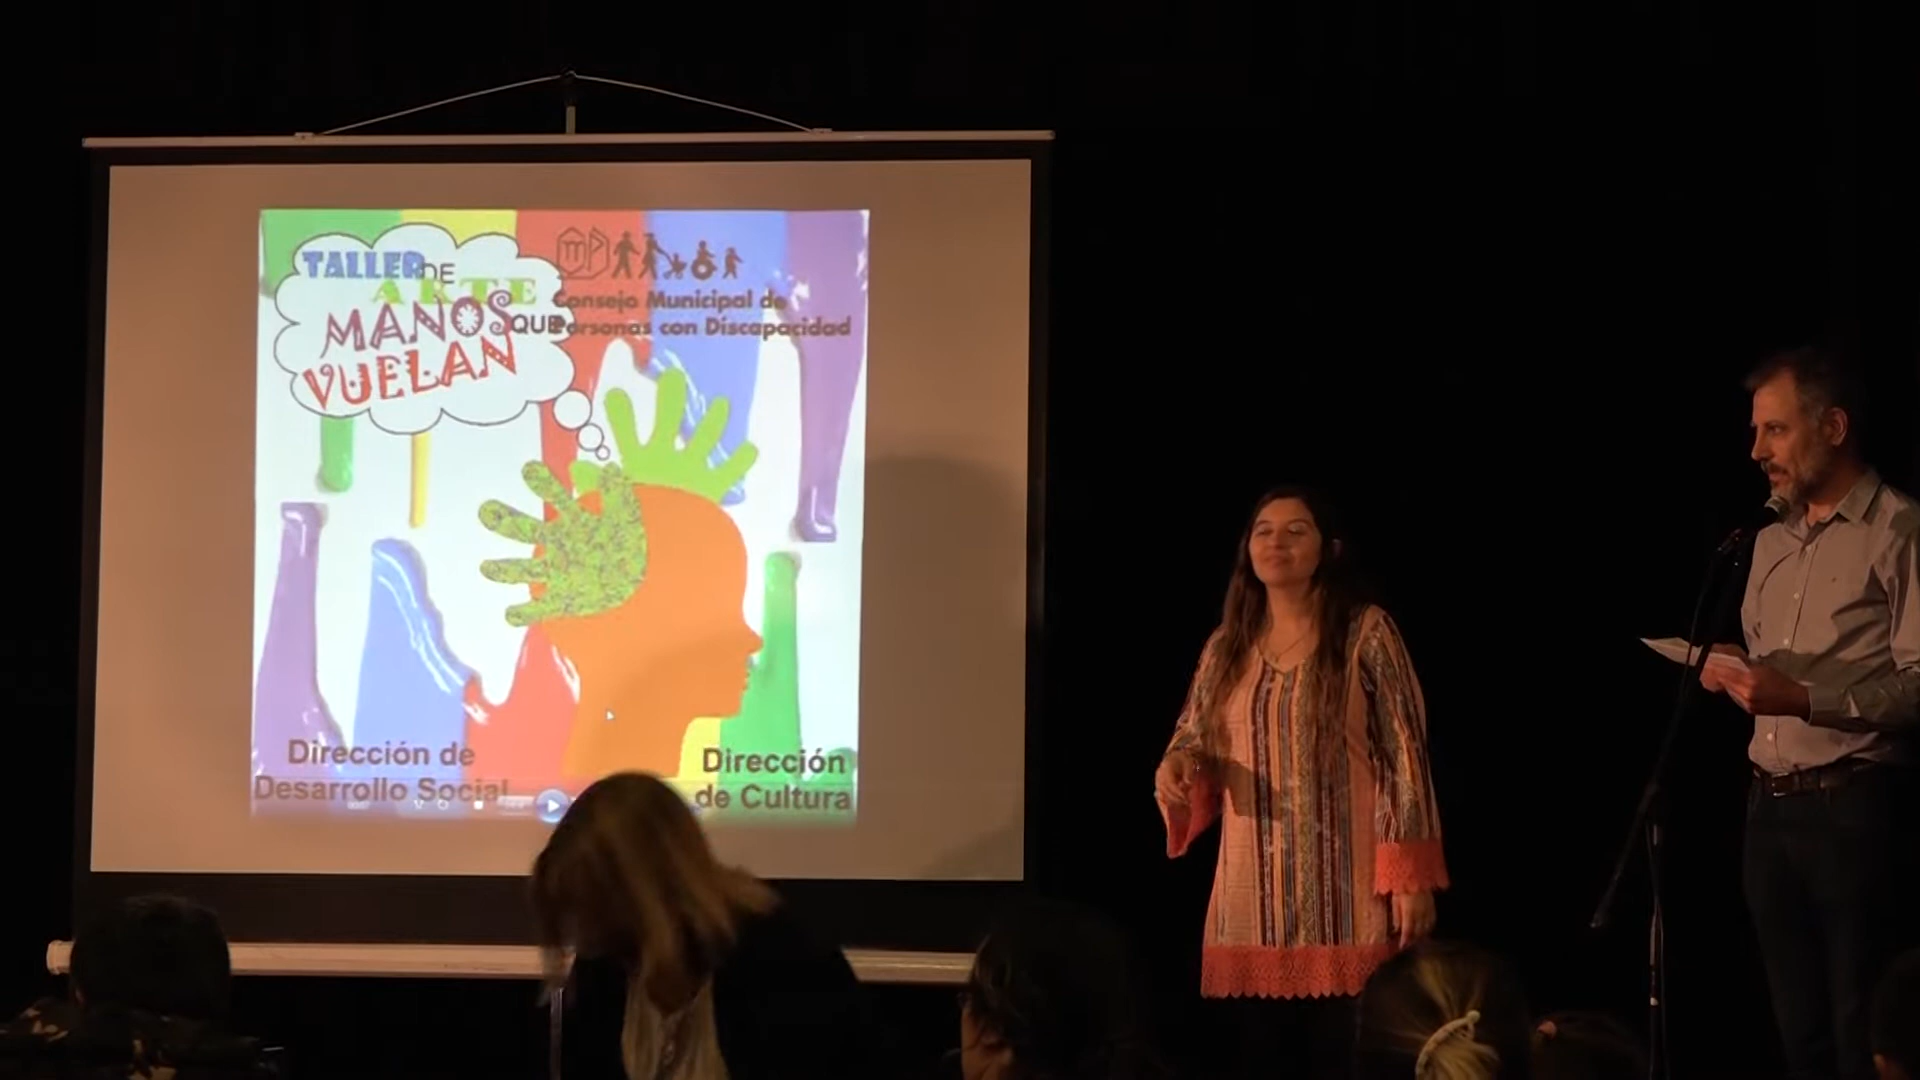 TALLER DE
ARTE
MANOS QUE
VUELAN
Consejo Municipal de
Personas con Discapacidad
Dirección de
Desarrollo Social
Dirección
de Cultura